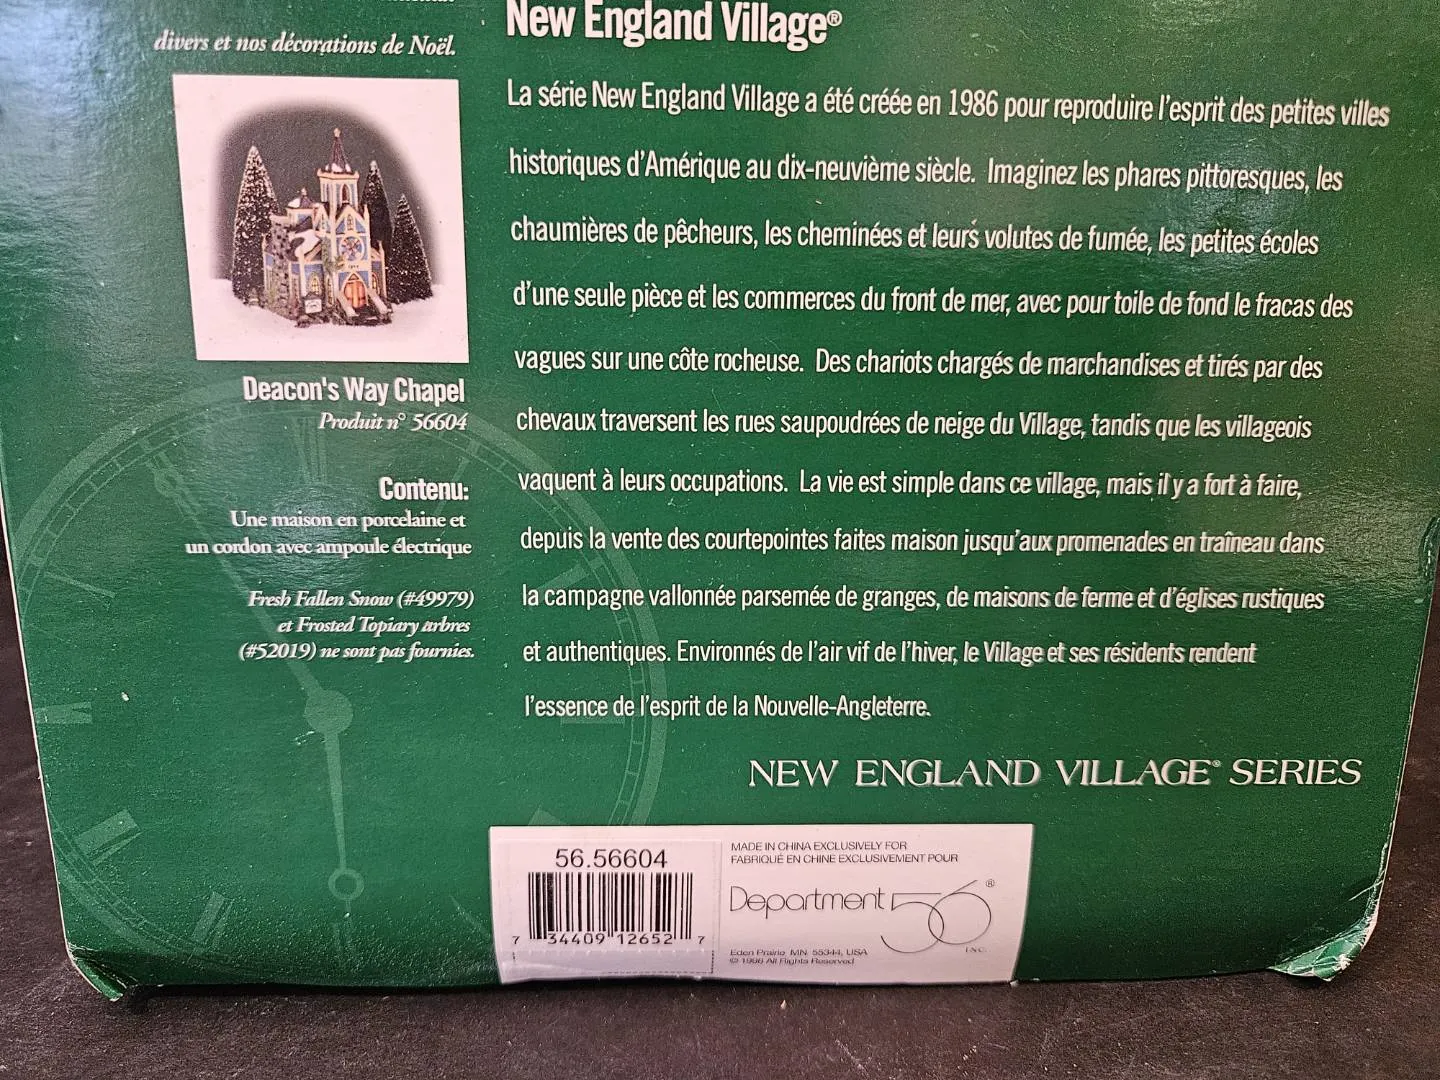 divers et nos décorations de Noël.
Deacon's Way Chapel
Produit n° 56604
Contenu:
Une maison en porcelaine et
un cordon avec ampoule électrique
Fresh Fallen Snow (#49979)
et Frosted Topiary arbres
(#52019) ne sont pas fournies.
New England Village®
La série New England Village a été créée en 1986 pour reproduire l'esprit des petites villes
historiques d'Amérique au dix-neuvième siècle. Imaginez les phares pittoresques, les
chaumières de pêcheurs, les cheminées et leurs volutes de fumée, les petites écoles
d'une seule pièce et les commerces du front de mer, avec pour toile de fond le fracas des
vagues sur une côte rocheuse. Des chariots chargés de marchandises et tirés par des
chevaux traversent les rues saupoudrées de neige du Village, tandis que les villageois
vaquent à leurs occupations. La vie est simple dans ce village, mais il y a fort à faire,
depuis la vente des courtepointes faites maison jusqu'aux promenades en traîneau dans
la campagne vallonnée parsemée de granges, de maisons de ferme et d'églises rustiques
et authentiques. Environnés de l'air vif de l'hiver, le Village et ses résidents rendent
l'essence de l'esprit de la Nouvelle-Angleterre.
NEW ENGLAND VILLAGE® SERIES
56.56604
7 34409 12652 7
MADE IN CHINA EXCLUSIVELY FOR
FABRIQUÉ EN CHINE EXCLUSIVEMENT POUR
Department 56®
INC.
Eden Prairie MN 55344, USA
© 1998 All Rights Reserved